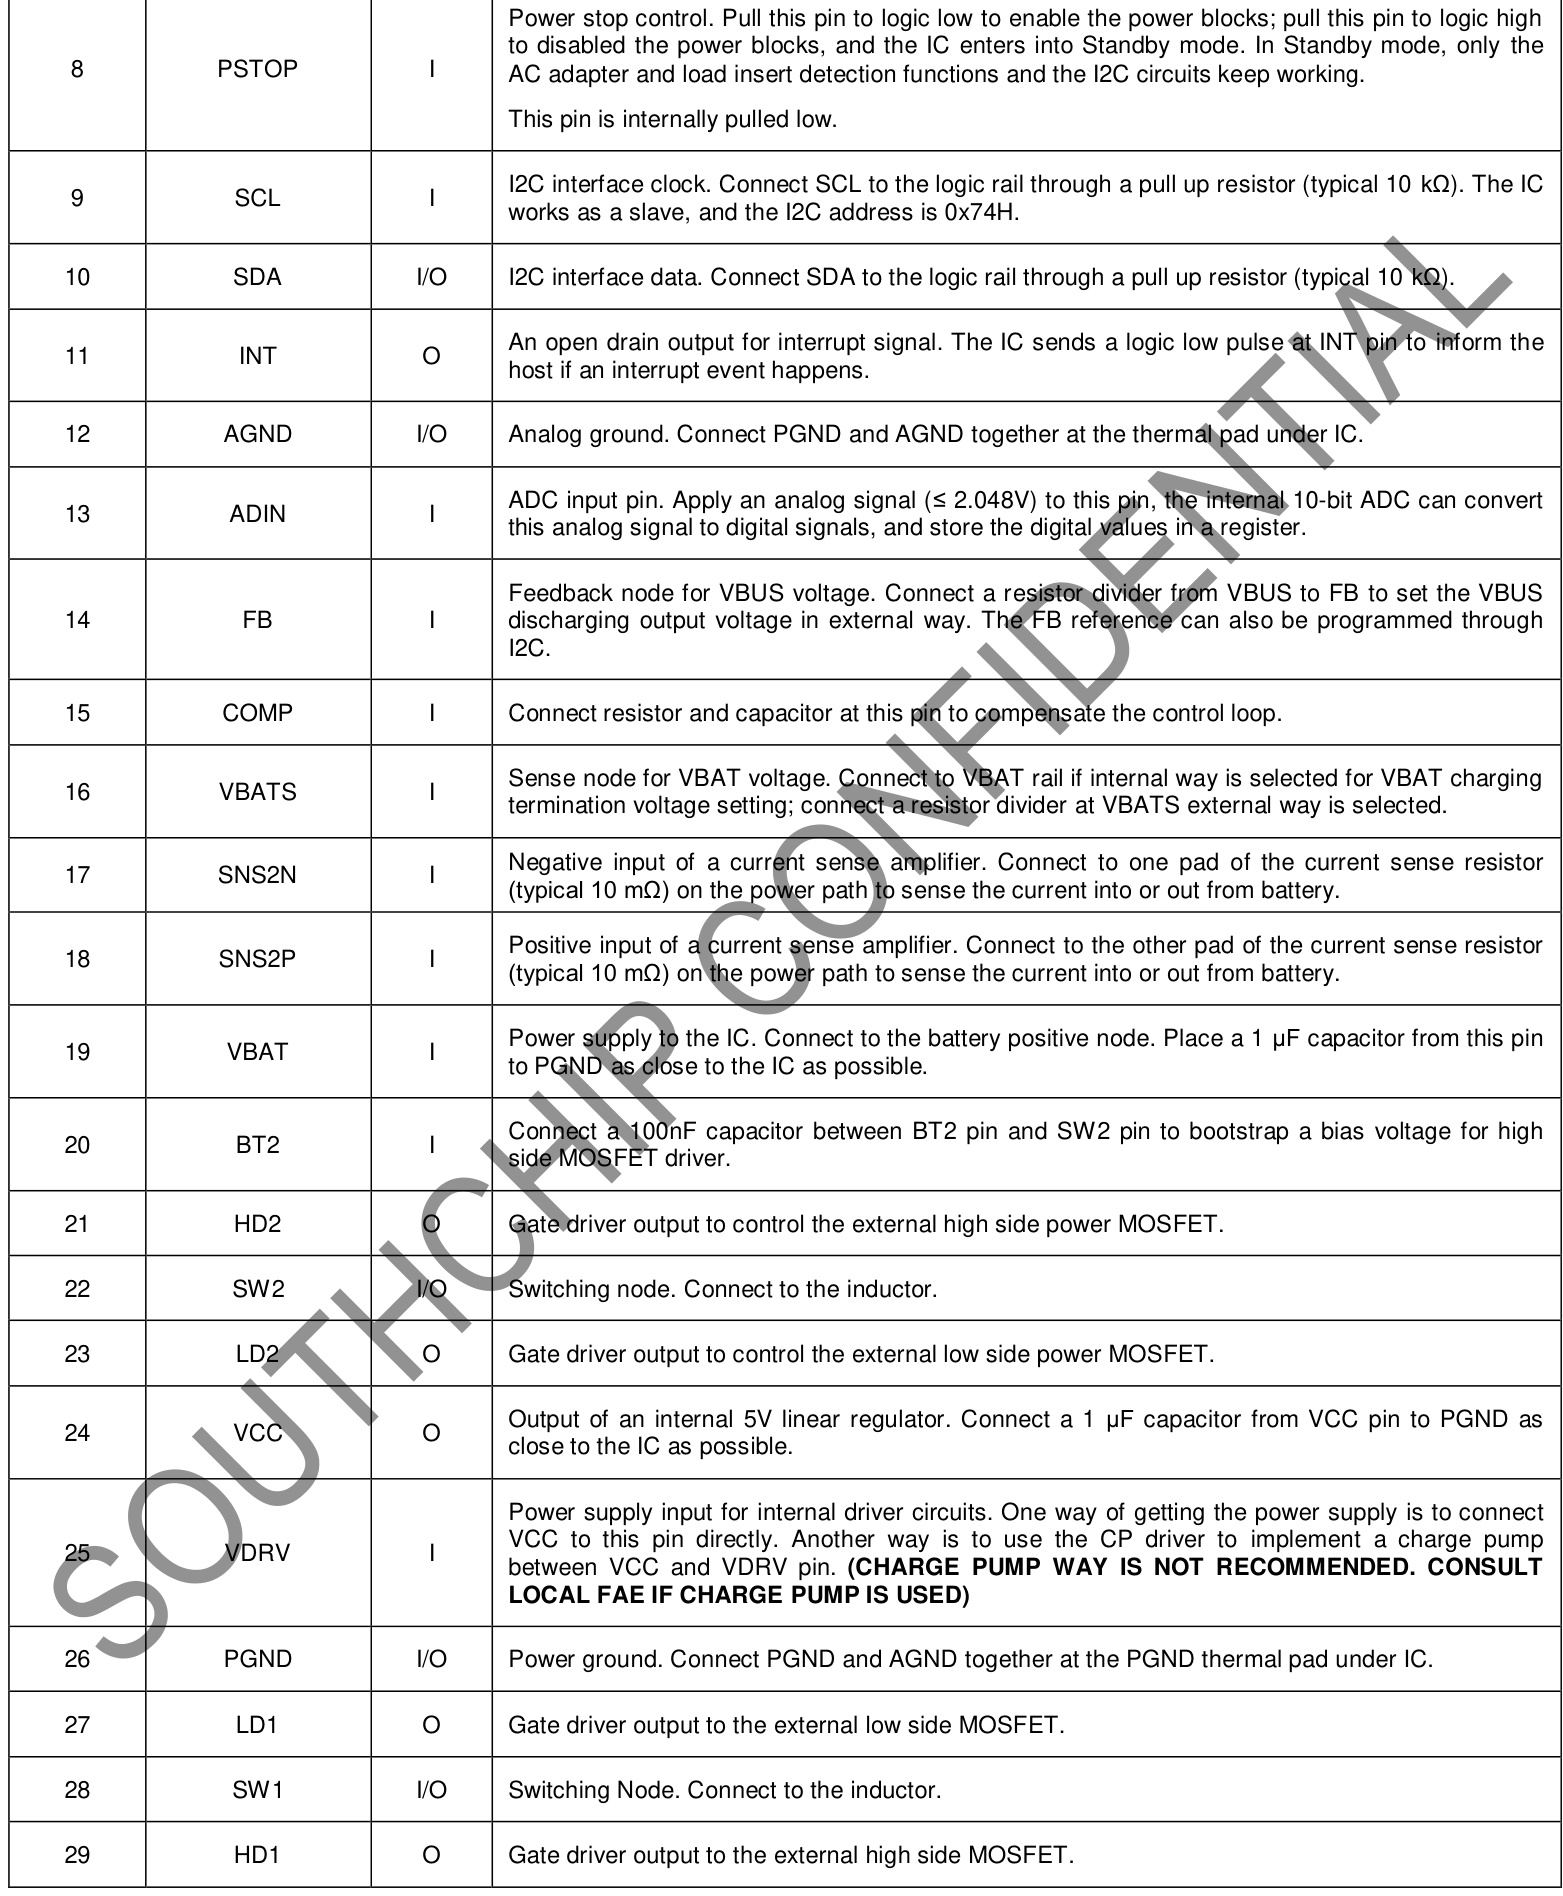 8 PSTOP I Power stop control. Pull this pin to logic low to enable the power blocks; pull this pin to logic high
to disabled the power blocks, and the IC enters into Standby mode. In Standby mode, only the
AC adapter and load insert detection functions and the I2C circuits keep working.
This pin is internally pulled low.
9 SCL I I2C interface clock. Connect SCL to the logic rail through a pull up resistor (typical 10 kΩ). The IC
works as a slave, and the I2C address is 0x74H.
10 SDA I/O I2C interface data. Connect SDA to the logic rail through a pull up resistor (typical 10 kΩ).
11 INT O An open drain output for interrupt signal. The IC sends a logic low pulse at INT pin to inform the
host if an interrupt event happens.
12 AGND I/O Analog ground. Connect PGND and AGND together at the thermal pad under IC.
13 ADIN I ADC input pin. Apply an analog signal (≤ 2.048V) to this pin, the internal 10-bit ADC can convert
this analog signal to digital signals, and store the digital values in a register.
14 FB I Feedback node for VBUS voltage. Connect a resistor divider from VBUS to FB to set the VBUS
discharging output voltage in external way. The FB reference can also be programmed through
I2C.
15 COMP I Connect resistor and capacitor at this pin to compensate the control loop.
16 VBATS I Sense node for VBAT voltage. Connect to VBAT rail if internal way is selected for VBAT charging
termination voltage setting; connect a resistor divider at VBATS external way is selected.
17 SNS2N I Negative input of a current sense amplifier. Connect to one pad of the current sense resistor
(typical 10 mΩ) on the power path to sense the current into or out from battery.
18 SNS2P I Positive input of a current sense amplifier. Connect to the other pad of the current sense resistor
(typical 10 mΩ) on the power path to sense the current into or out from battery.
19 VBAT I Power supply to the IC. Connect to the battery positive node. Place a 1 µF capacitor from this pin
to PGND as close to the IC as possible.
20 BT2 I Connect a 100nF capacitor between BT2 pin and SW2 pin to bootstrap a bias voltage for high
side MOSFET driver.
21 HD2 O Gate driver output to control the external high side power MOSFET.
22 SW2 I/O Switching node. Connect to the inductor.
23 LD2 O Gate driver output to control the external low side power MOSFET.
24 VCC O Output of an internal 5V linear regulator. Connect a 1 µF capacitor from VCC pin to PGND as
close to the IC as possible.
25 VDRV I Power supply input for internal driver circuits. One way of getting the power supply is to connect
VCC to this pin directly. Another way is to use the CP driver to implement a charge pump
between VCC and VDRV pin. (CHARGE PUMP WAY IS NOT RECOMMENDED. CONSULT
LOCAL FAE IF CHARGE PUMP IS USED)
26 PGND I/O Power ground. Connect PGND and AGND together at the PGND thermal pad under IC.
27 LD1 O Gate driver output to the external low side MOSFET.
28 SW1 I/O Switching Node. Connect to the inductor.
29 HD1 O Gate driver output to the external high side MOSFET.
SOUTHCHIP CONFIDENTIAL